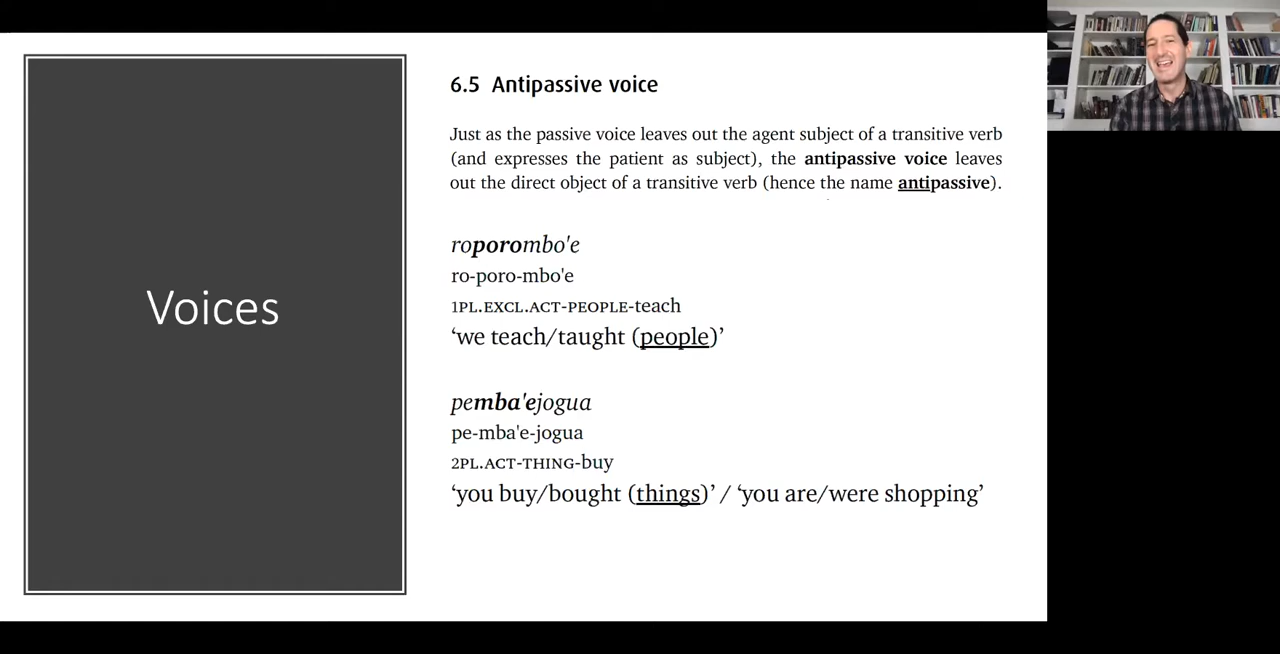 Voices
6.5 Antipassive voice
Just as the passive voice leaves out the agent subject of a transitive verb
(and expresses the patient as subject), the antipassive voice leaves
out the direct object of a transitive verb (hence the name antipassive).
roporombo'e
ro-poro-mbo'e
1PL.EXCL.ACT-PEOPLE-teach
‘we teach/taught (people)’
pemba'ejogua
pe-mba'e-jogua
2PL.ACT-THING-buy
‘you buy/bought (things)’ / ‘you are/were shopping’